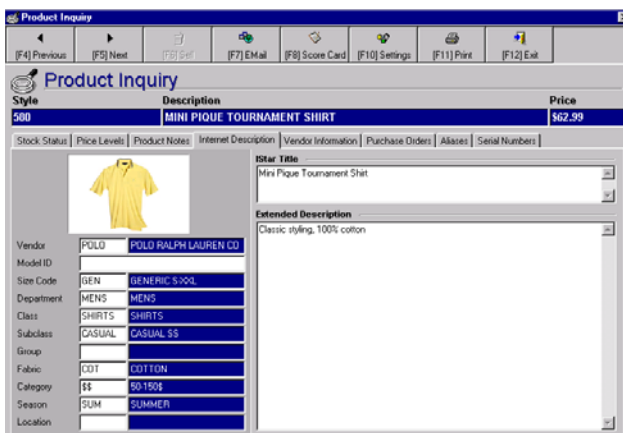 Product Inquiry
[F4] Previous [F5] Next [F6] Sell [F7] EMail [F8] Score Card [F10] Settings [F11] Print [F12] Exit
Product Inquiry
Style Description Price
580 MINI PIQUE TOURNAMENT SHIRT $62.99
Stock Status Price Levels Product Notes Internet Description Vendor Information Purchase Orders Aliases Serial Numbers
IStar Title
Mini Pique Tournament Shirt
Extended Description
Classic styling, 100% cotton
Vendor POLO POLO RALPH LAUREN CO
Model ID
Size Code GEN GENERIC S-XXL
Department MENS MENS
Class SHIRTS SHIRTS
Subclass CASUAL CASUAL SS
Group
Fabric COT COTTON
Category $$ 50-150$
Season SUM SUMMER
Location